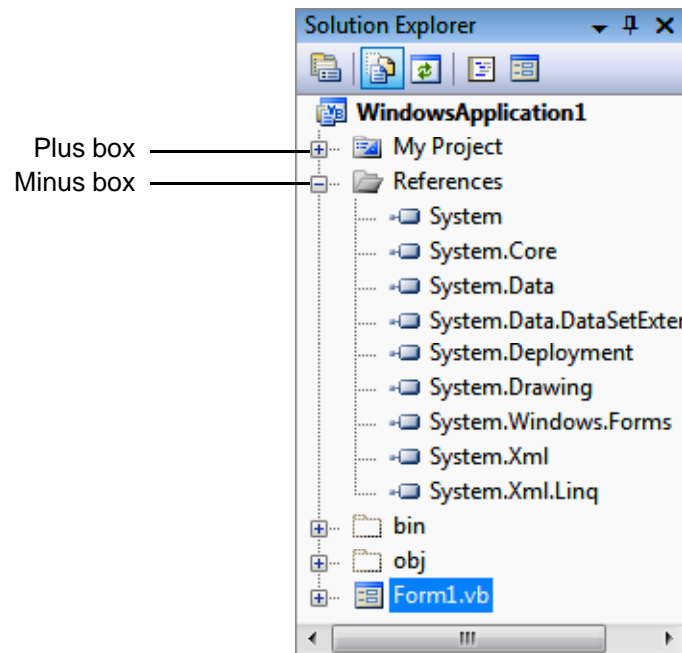 Solution Explorer
WindowsApplication1
Plus box
My Project
Minus box
References
System
System.Core
System.Data
System.Data.DataSetExter
System.Deployment
System.Drawing
System.Windows.Forms
System.Xml
System.Xml.Linq
bin
obj
Form1.vb